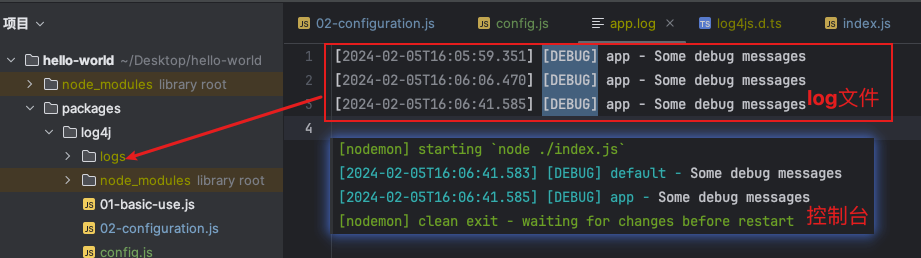 项目
02-configuration.js
config.js
app.log
log4js.d.ts
index.js
hello-world ~/Desktop/hello-world
node_modules library root
packages
log4j
logs
node_modules library root
01-basic-use.js
02-configuration.js
config.js
1 [2024-02-05T16:05:59.351] [DEBUG] app - Some debug messages
2 [2024-02-05T16:06:06.470] [DEBUG] app - Some debug messages
3 [2024-02-05T16:06:41.585] [DEBUG] app - Some debug messages
log文件
4
[nodemon] starting `node ./index.js`
[2024-02-05T16:06:41.583] [DEBUG] default - Some debug messages
[2024-02-05T16:06:41.585] [DEBUG] app - Some debug messages
[nodemon] clean exit - waiting for changes before restart
控制台